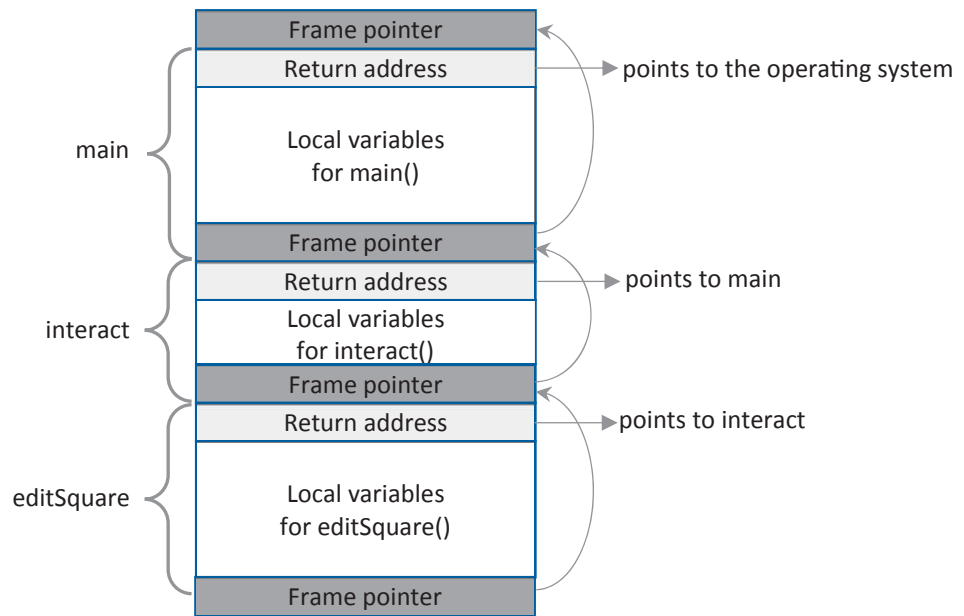 Frame pointer
Return address
points to the operating system
main
Local variables
for main()
Frame pointer
Return address
points to main
interact
Local variables
for interact()
Frame pointer
Return address
points to interact
editSquare
Local variables
for editSquare()
Frame pointer